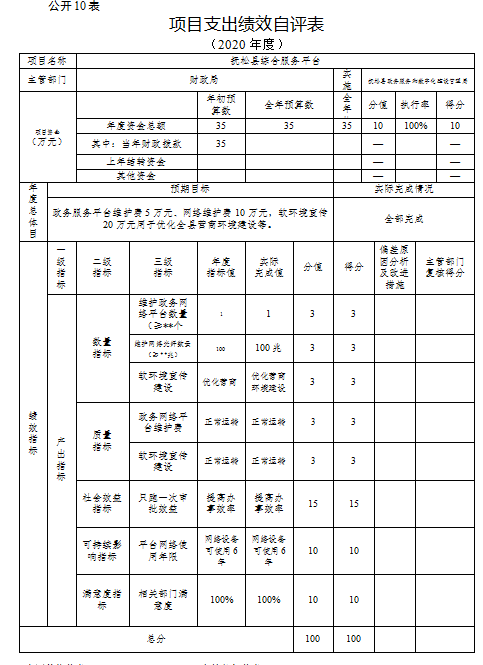 公开10表
项目支出绩效自评表
（2020年度）
项目名称 抚松县综合服务平台
主管部门 财政局 实施 抚松县政务服务和数字化建设管理局
项目资金（万元） 年初预算数 全年预算数 全年 分值 执行率 得分
年度资金总额 35 35 35 10 100% 10
其中：当年财政拨款 35 — —
上年结转资金 — —
其他资金 — —
年度总体目 预期目标 实际完成情况
政务服务平台维护费5万元、网络维护费10万元，软环境宣传
20万元用于优化全县营商环境建设等。 全部完成
一级指标 二级指标 三级指标 年度指标值 实际完成值 分值 得分 偏差原因分析及改进措施 主管部门复核得分
绩效指标 产出指标 数量指标 维护政务网络平台数量（≥**个 1 1 3 3
维护网络光纤数量（≥**兆） 100 100兆 3 3
软环境宣传建设 优化营商 优化营商环境建设 3 3
质量指标 政务网络平台维护费 正常运转 正常运转 3 3
软环境宣传建设 正常运转 正常运转 3 3
社会效益指标 只跑一次审批效益 提高办事效率 提高办事效率 15 15
可持续影响指标 平台网络使用年限 网络设备可使用6年 网络设备可使用6年 10 10
满意度指标 相关部门满意度 100% 100% 10 10
总分 100 100